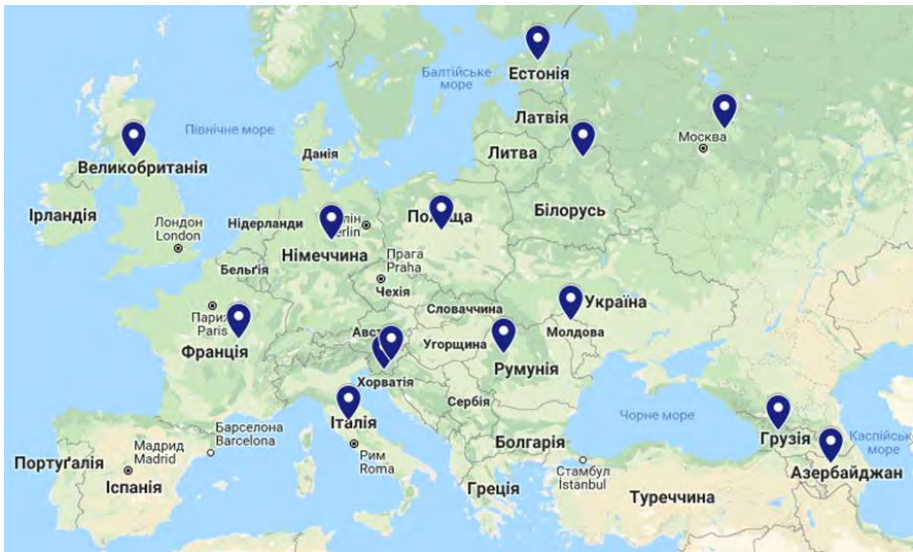 Естонія
Балтійське
море
Латвія
Москва
Північне море
Данія
Литва
Великобританія
Ірландія
Лондон
London
Нідерланди
Білорусь
Німеччина
Прага
Praha
Бельгія
Чехія
Париж
Paris
Словаччина
Україна
Молдова
Франція
Угорщина
Румунія
Хорватія
Сербія
Чорне море
Італія
Барселона
Barcelona
Мадрид
Madrid
Рим
Roma
Болгарія
Грузія
Каспійськ
море
Португалія
Іспанія
Греція
Стамбул
İstanbul
Туреччина
Азербайджан